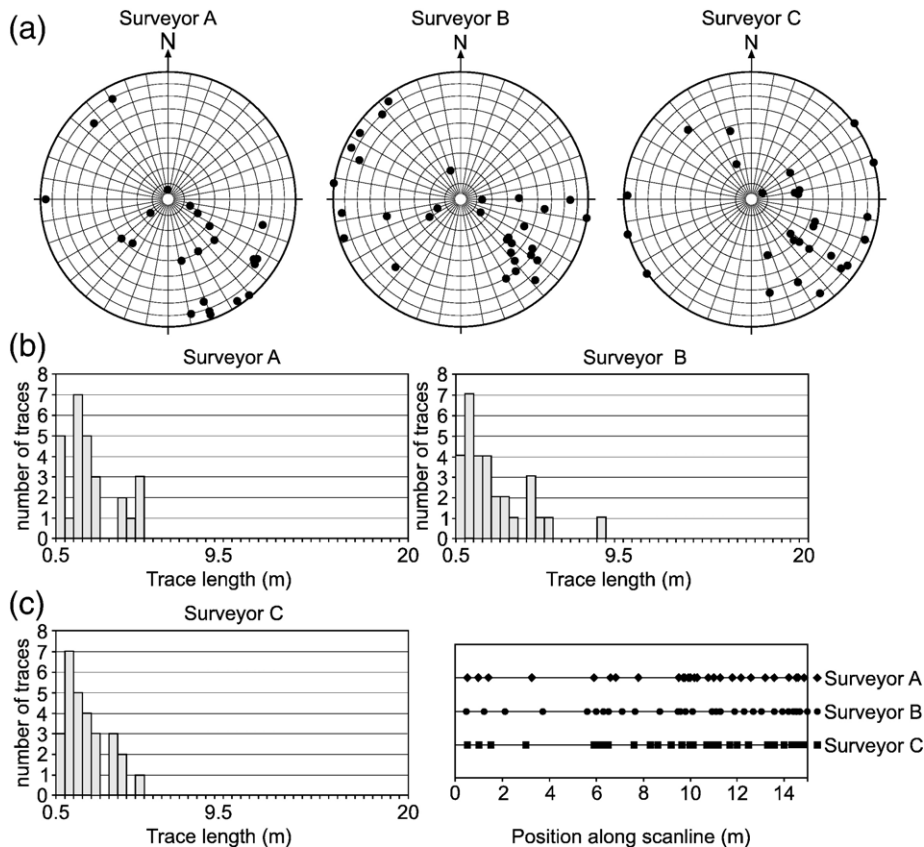 (a)
Surveyor A
Surveyor B
Surveyor C
N
N
N
(b)
Surveyor A
number of traces
8
7
6
5
4
3
2
1
0
0.5
9.5
20
Trace length (m)
Surveyor B
number of traces
8
7
6
5
4
3
2
1
0
0.5
9.5
20
Trace length (m)
(c)
Surveyor C
number of traces
8
7
6
5
4
3
2
1
0
0.5
9.5
20
Trace length (m)
Surveyor A
Surveyor B
Surveyor C
0 2 4 6 8 10 12 14
Position along scanline (m)